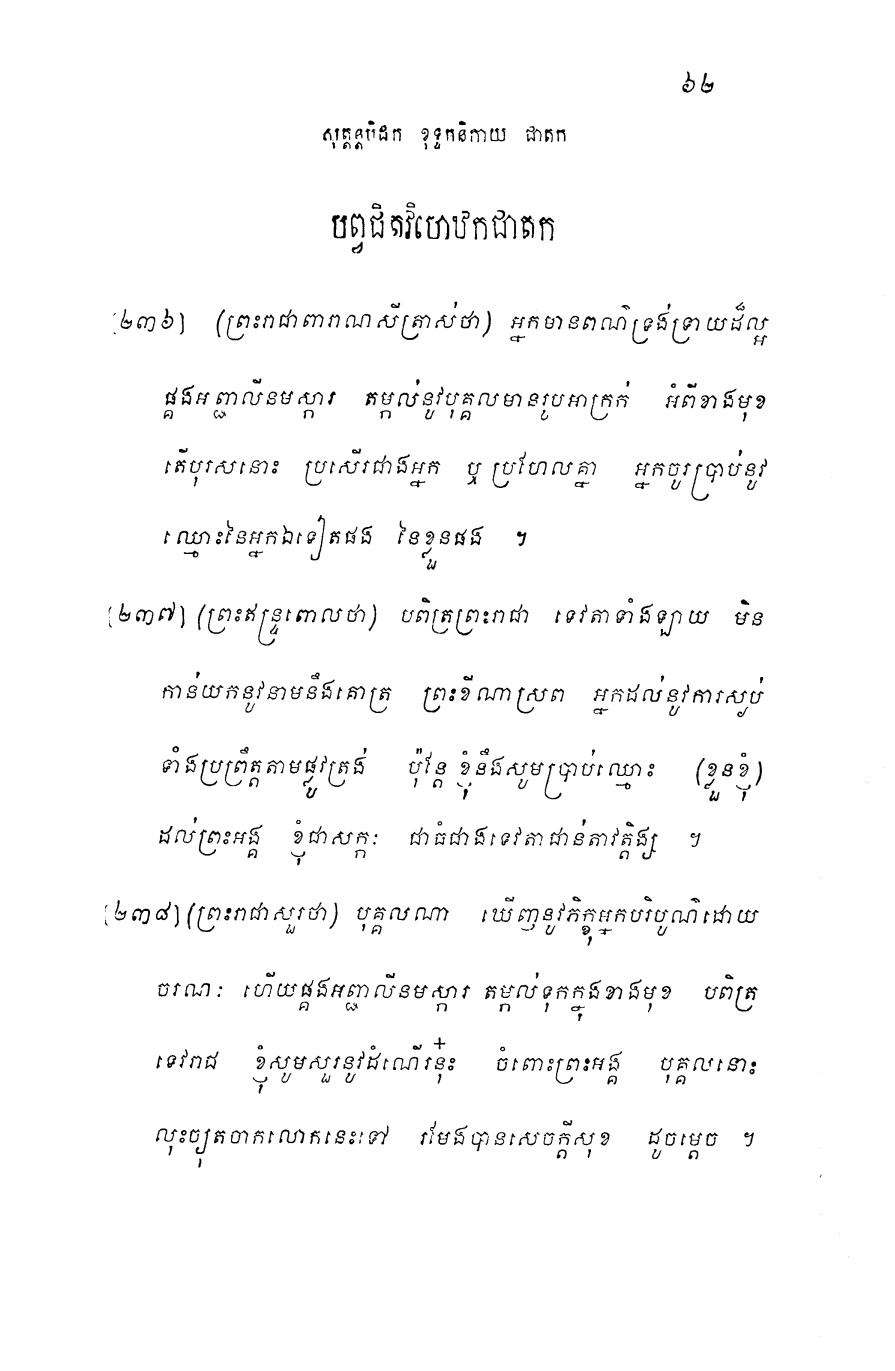 ៦២
សុត្តន្តបិដក ខុទ្ទកនិកាយ ជាតក
បព្វជិតវិហេឋកជាតក
[២៣៦] (ព្រះរាជាពារាណសីត្រាស់ថា) អ្នកមានពណ៌ទ្រង់ទ្រាយដ៏ល្អ
ផ្គងអញ្ជលីនមស្ការ តម្កល់នូវបុគ្គលមានរូបអាក្រក់ អំពីខាងមុខ
តើបុរសនោះ ប្រសើរជាងអ្នក ឬ ប្រហែលគ្នា អ្នកចូរប្រាប់នូវ
ឈ្មោះនៃអ្នកឯទៀតផង នៃខ្លួនផង ។
[២៣៧] (ព្រះឥន្ទ្រពោលថា) បពិត្រព្រះរាជា ទេវតាទាំងឡាយ មិន
កាន់យកនូវនាមនឹងគោត្រ ព្រះខីណាស្រព អ្នកដល់នូវការស្ងប់
ទាំងប្រព្រឹត្តតាមផ្លូវត្រង់ ប៉ុន្តែ ខ្ញុំនឹងសូមប្រាប់ឈ្មោះ (ខ្លួនខ្ញុំ)
ដល់ព្រះអង្គ ខ្ញុំជាសក្កៈ ជាធំជាងទេវតាជាន់តាវត្តិង្ស ។
[២៣៨] (ព្រះរាជាសួរថា) បុគ្គលណា ឃើញនូវភិក្ខុអ្នកបរិបូណ៌ដោយ
ចរណៈ ហើយផ្គងអញ្ជលីនមស្ការ តម្កល់ទុកក្នុងខាងមុខ បពិត្រ
ទេវរាជ ខ្ញុំសូមសួរនូវដំណើរនុ៎ះ ចំពោះព្រះអង្គ បុគ្គលនោះ
លុះច្យុតចាកលោកនេះទៅ រមែងបានសេចក្តីសុខ ដូចម្តេច ។